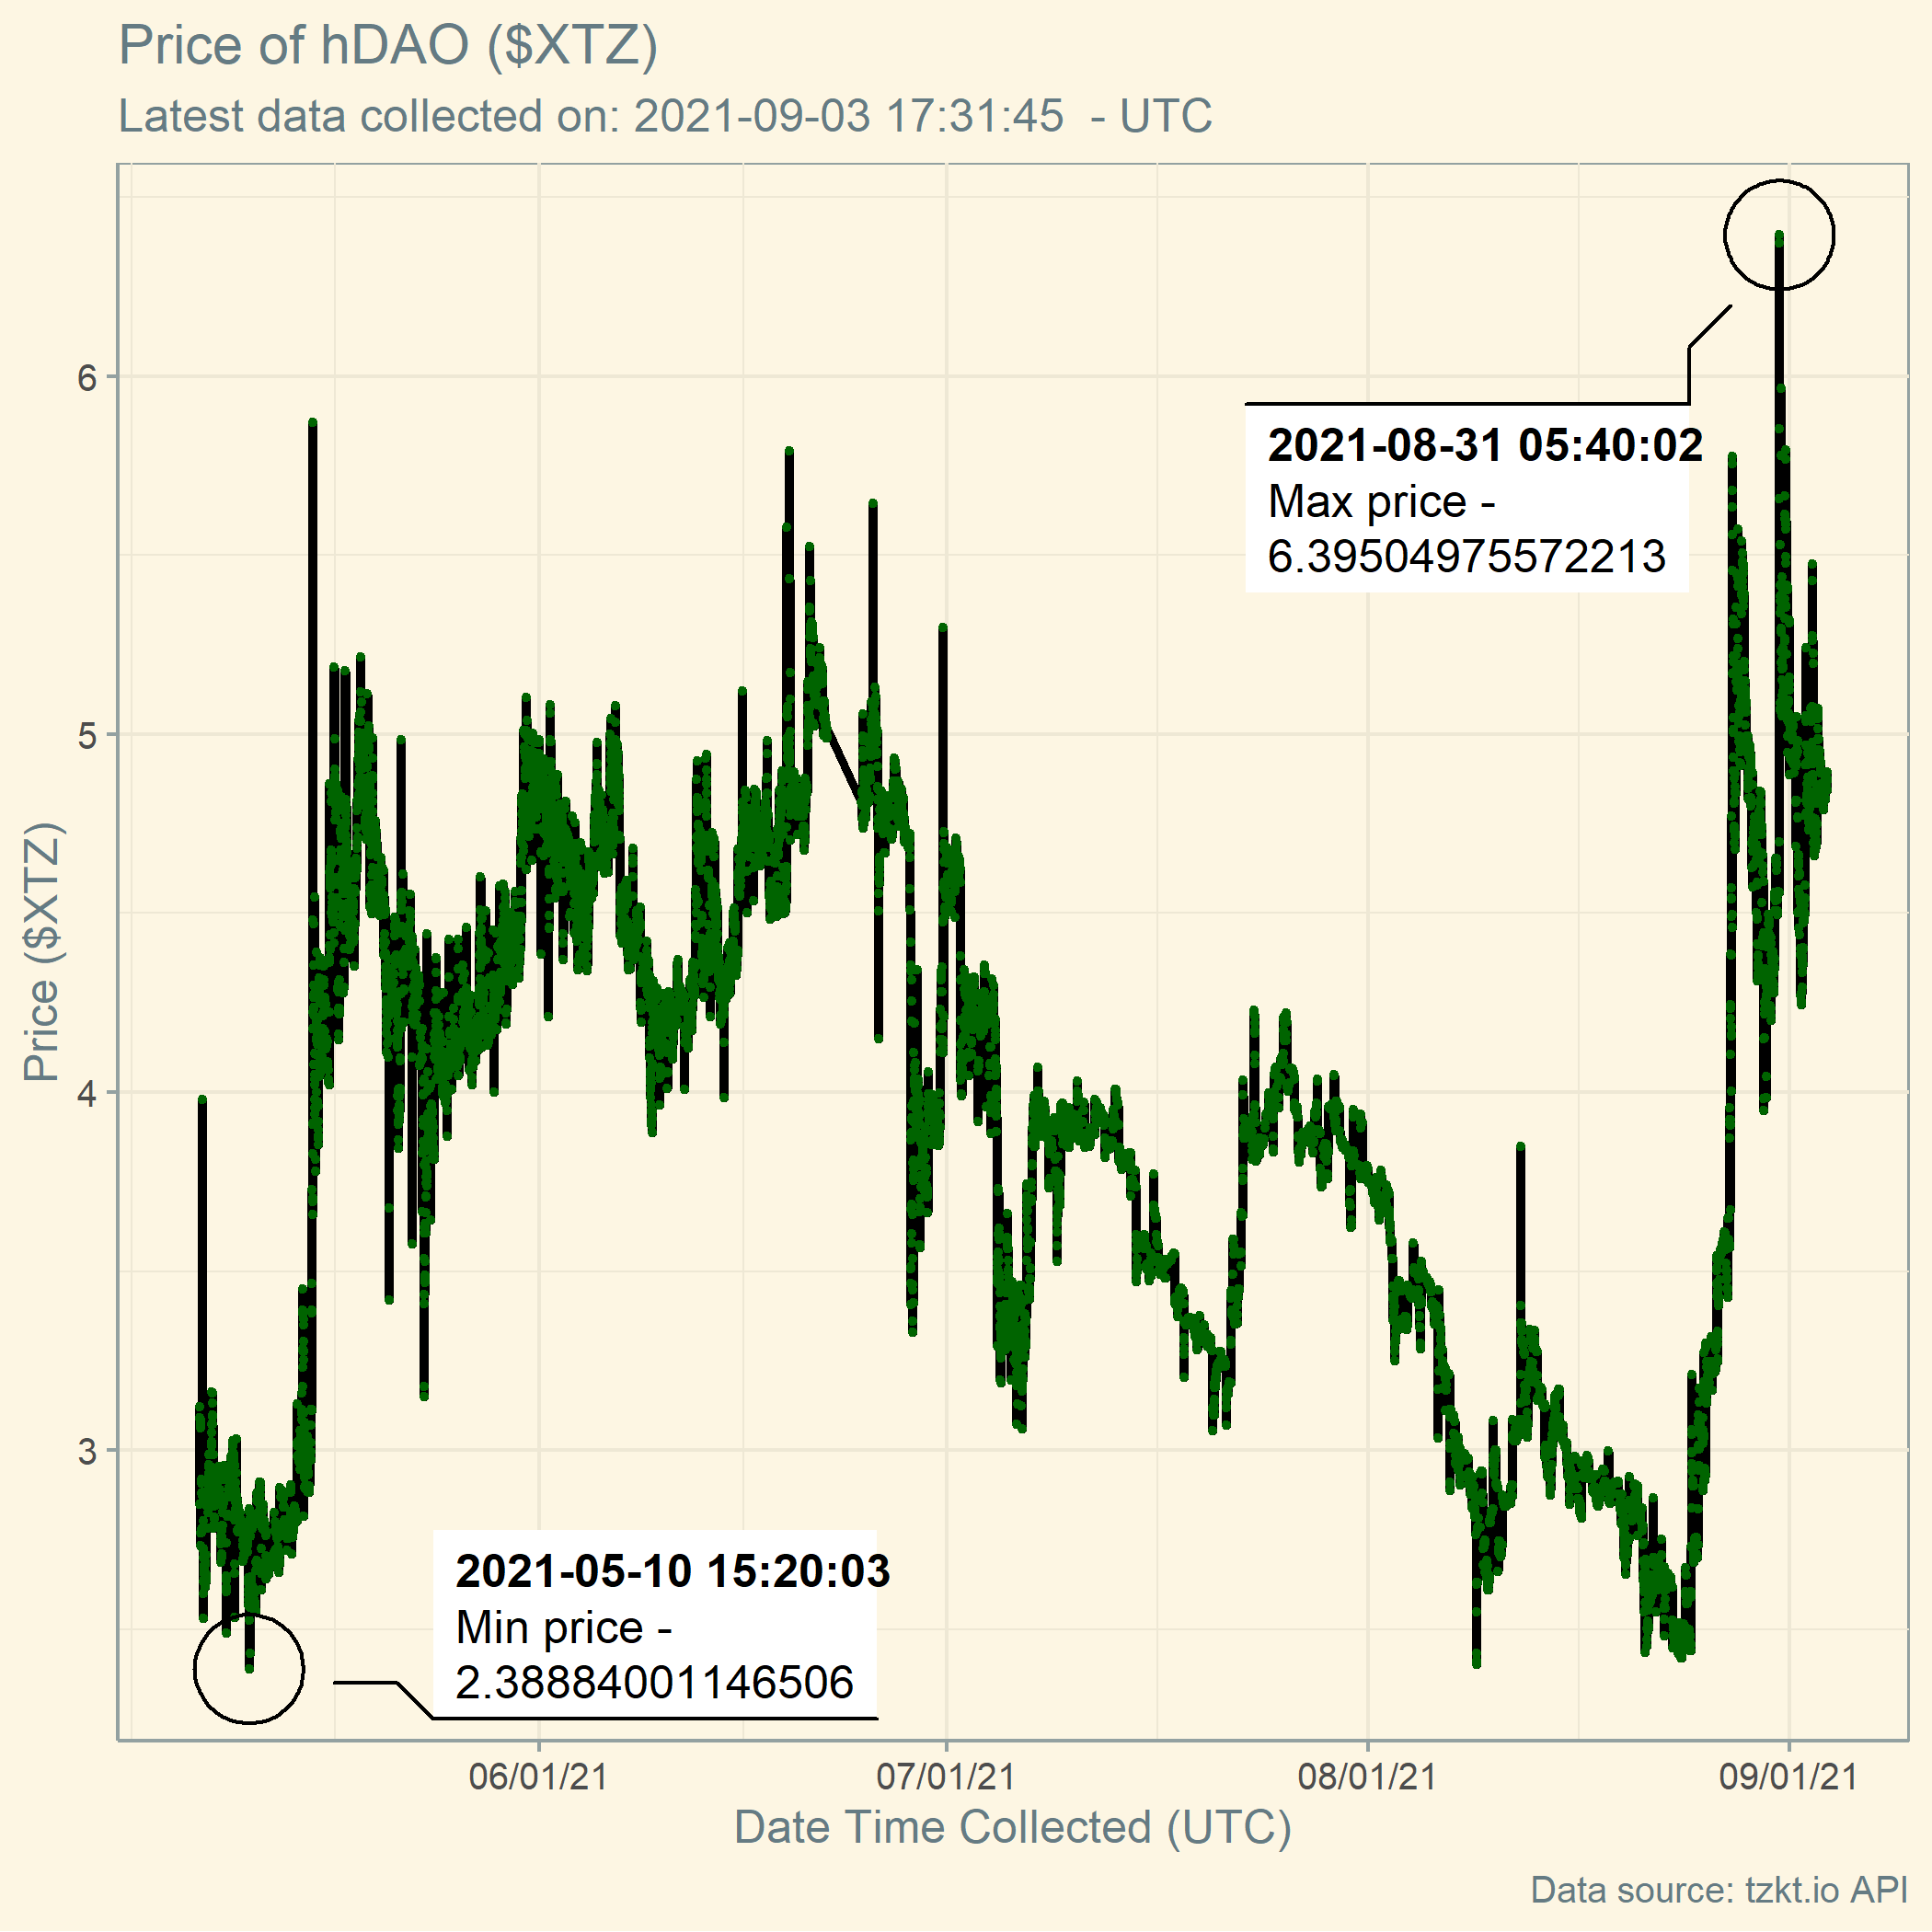 Price of hDAO ($XTZ)
Latest data collected on: 2021-09-03 17:31:45  - UTC
6
5
4
3
Price ($XTZ)
2021-08-31 05:40:02
Max price -
6.39504975572213
2021-05-10 15:20:03
Min price -
2.38884001146506
06/01/21
07/01/21
08/01/21
09/01/21
Date Time Collected (UTC)
Data source: tzkt.io API